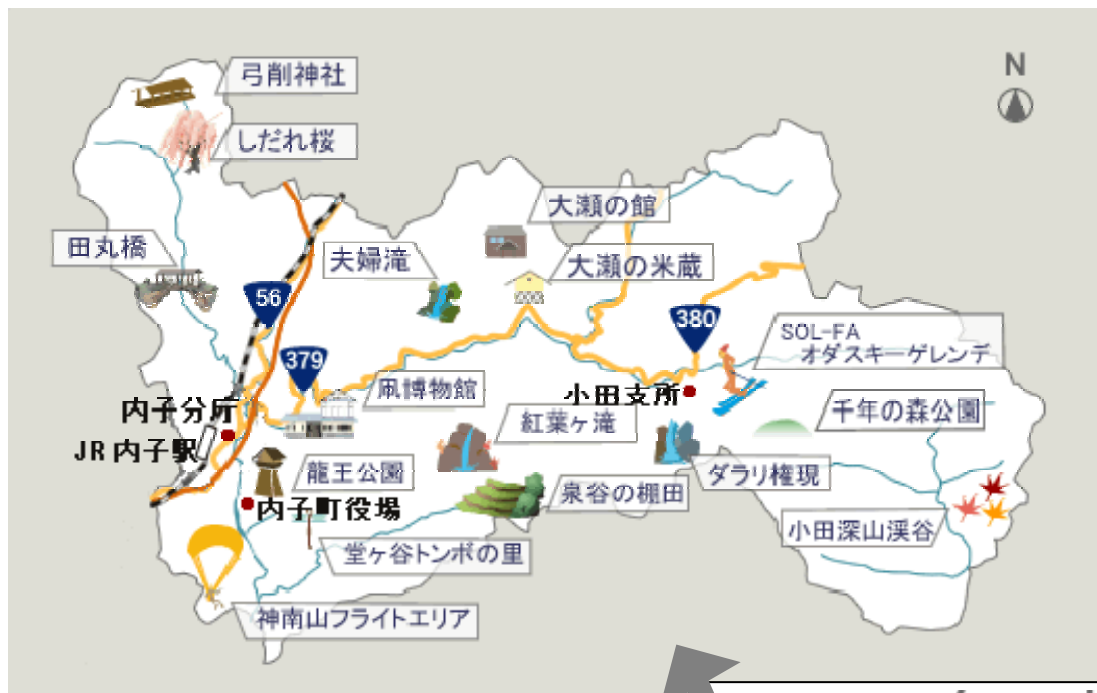 弓削神社
N
しだれ桜
大瀬の館
田丸橋
夫婦滝
大瀬の米蔵
56
380
SOL-FA
オダスキーゲレンデ
379
凧博物館
小田支所
内子分庁
紅葉ヶ滝
千年の森公園
JR内子駅
龍王公園
ダラリ権現
泉谷の棚田
内子町役場
小田深山渓谷
堂ヶ谷トンボの里
神南山フライトエリア